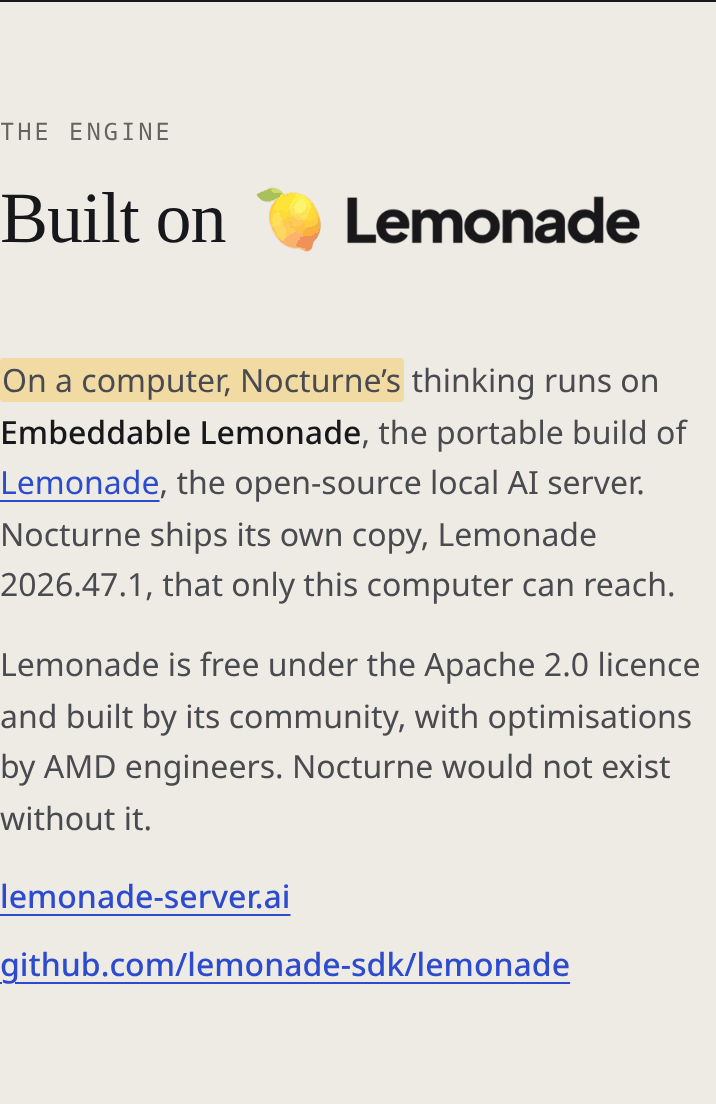 THE ENGINE
Built on Lemonade
On a computer, Nocturne’s thinking runs on
Embeddable Lemonade, the portable build of
Lemonade, the open-source local AI server.
Nocturne ships its own copy, Lemonade
2026.47.1, that only this computer can reach.
Lemonade is free under the Apache 2.0 licence
and built by its community, with optimisations
by AMD engineers. Nocturne would not exist
without it.
lemonade-server.ai
github.com/lemonade-sdk/lemonade